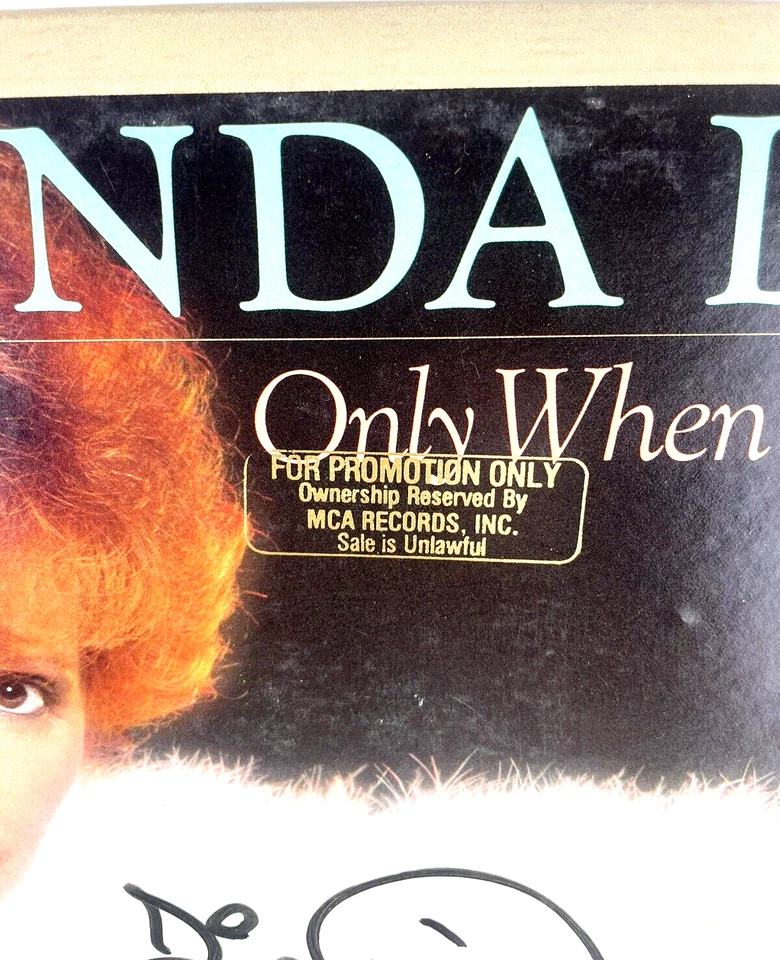 NDA L
Only When
FOR PROMOTION ONLY
Ownership Reserved By
MCA RECORDS, INC.
Sale is Unlawful